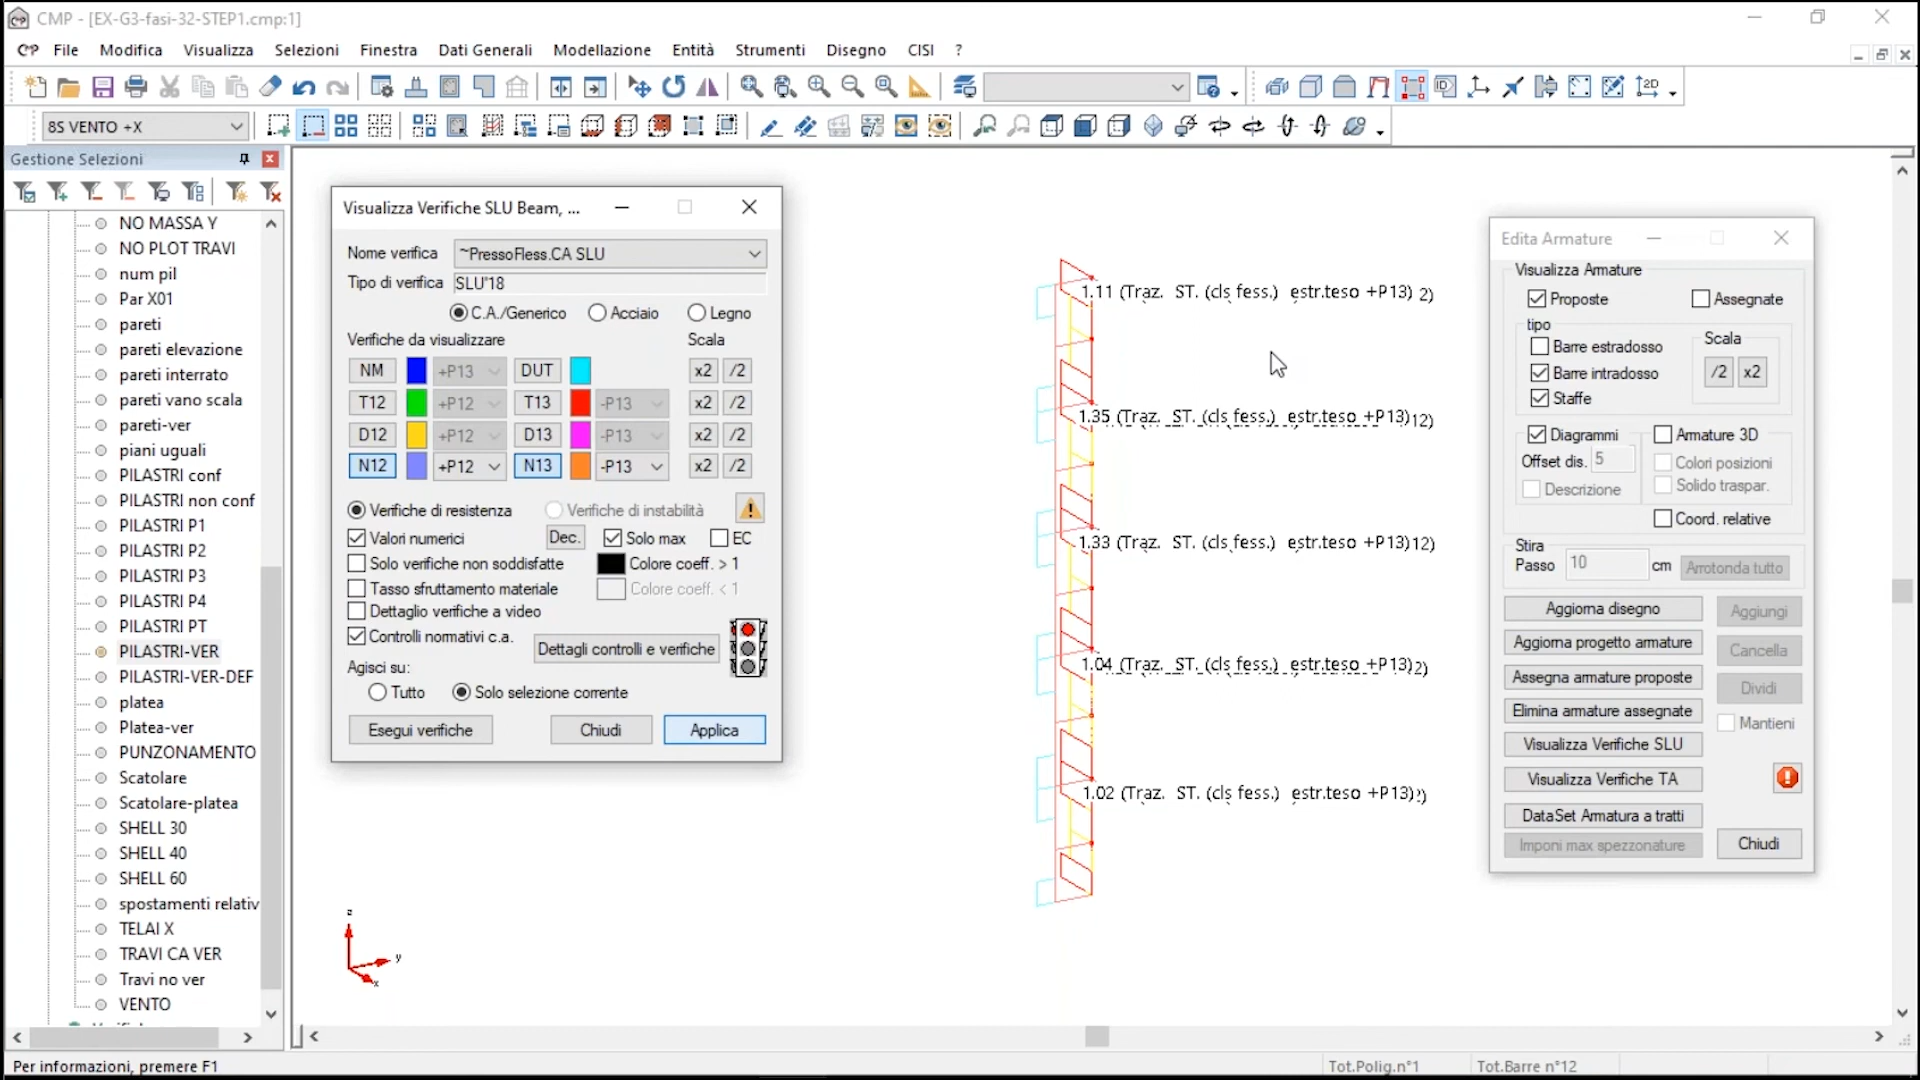 CMP - [EX-G3-fasi-32-STEP1.cmp:1]
File Modifica Visualizza Selezioni Finestra Dati Generali Modellazione Entità Strumenti Disegno CISI ?
8S VENTO +X
Gestione Selezioni
NO MASSA Y
NO PLOT TRAVI
num pil
Par X01
pareti
pareti elevazione
pareti interrato
pareti vano scala
pareti-ver
piani uguali
PILASTRI conf
PILASTRI non conf
PILASTRI P1
PILASTRI P2
PILASTRI P3
PILASTRI P4
PILASTRI PT
PILASTRI-VER
PILASTRI-VER-DEF
platea
Platea-ver
PUNZONAMENTO
Scatolare
Scatolare-platea
SHELL 30
SHELL 40
SHELL 60
spostamenti relativ
TELAI X
TRAVI CA VER
Travi no ver
VENTO
Visualizza Verifiche SLU Beam, ...
Nome verifica ~PressoFless.CA SLU
Tipo di verifica SLU"18
C.A./Generico Acciaio Legno
Verifiche da visualizzare Scala
NM +P13 DUT x2 /2
T12 +P12 T13 -P13 x2 /2
D12 +P12 D13 -P13 x2 /2
N12 +P12 N13 -P13 x2 /2
Verifiche di resistenza Verifiche di instabilità
Valori numerici Dec. Solo max EC
Solo verifiche non soddisfatte Colore coeff. > 1
Tasso sfruttamento materiale Colore coeff. < 1
Dettaglio verifiche a video
Controlli normativi c.a. Dettagli controlli e verifiche
Agisci su:
Tutto Solo selezione corrente
Esegui verifiche Chiudi Applica
1.11 (Traz. ST. (cls fess.) estr.teso +P13) 2)
1.35 (Traz. ST. (cls fess.) estr.teso +P13)12)
1.33 (Traz. ST. (cls fess.) estr.teso +P13)12)
1.04 (Traz. ST. (cls fess.) estr.teso +P13)2)
1.02 (Traz. ST. (cls fess.) estr.teso +P13)
z
y
x
Edita Armature
Visualizza Armature
Proposte Assegnate
tipo
Barre estradosso Scala
Barre intradosso /2 x2
Staffe
Diagrammi Armature 3D
Offset dis. 5 Colori posizioni
Descrizione Solido traspar.
Coord. relative
Stira
Passo 10 cm Arrotonda tutto
Aggiorna disegno Aggiungi
Aggiorna progetto armature Cancella
Assegna armature proposte Dividi
Elimina armature assegnate Mantieni
Visualizza Verifiche SLU
Visualizza Verifiche TA
DataSet Armatura a tratti
Imponi max spezzonature Chiudi
Per informazioni, premere F1 Tot.Polig.n°1 Tot.Barre n°12